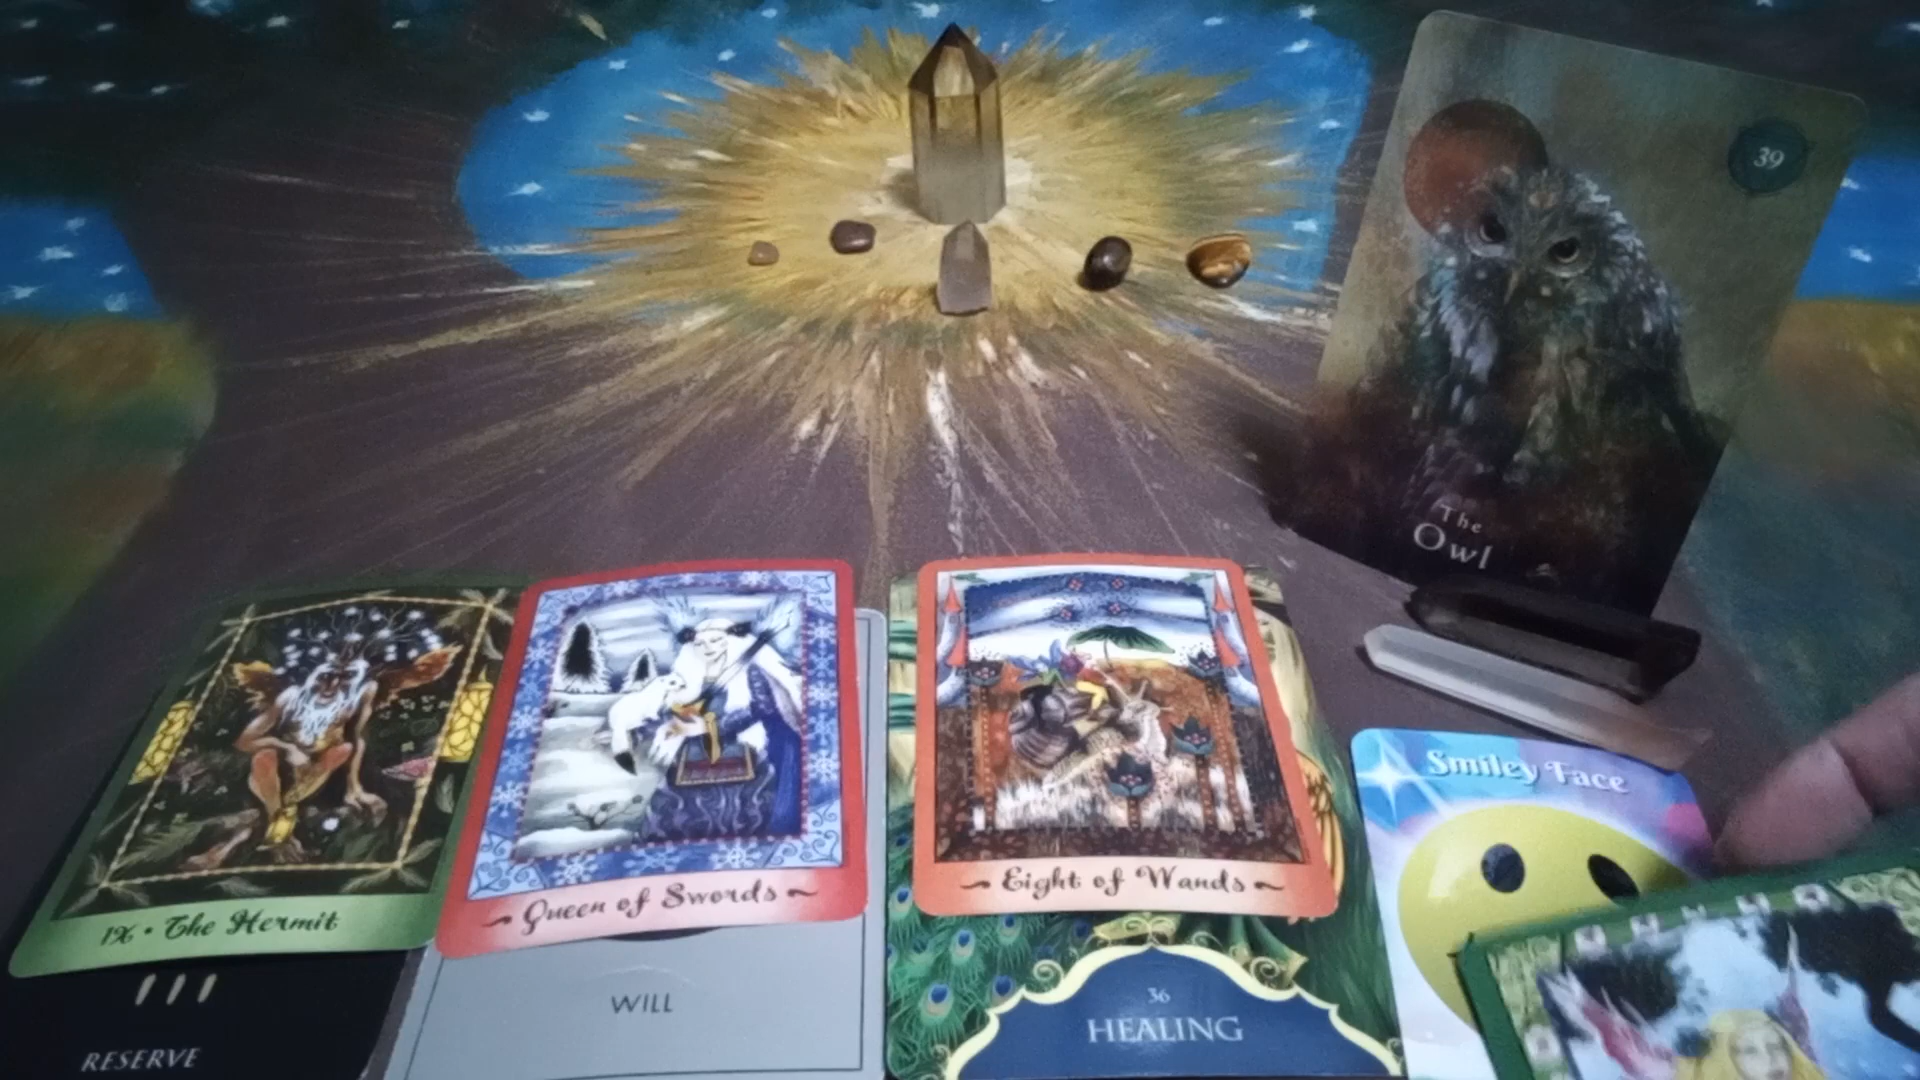 39
The
Owl
Smiley Face
19 • The Hermit
Queen of Swords
Eight of Wands
III
RESERVE
WILL
36
HEALING